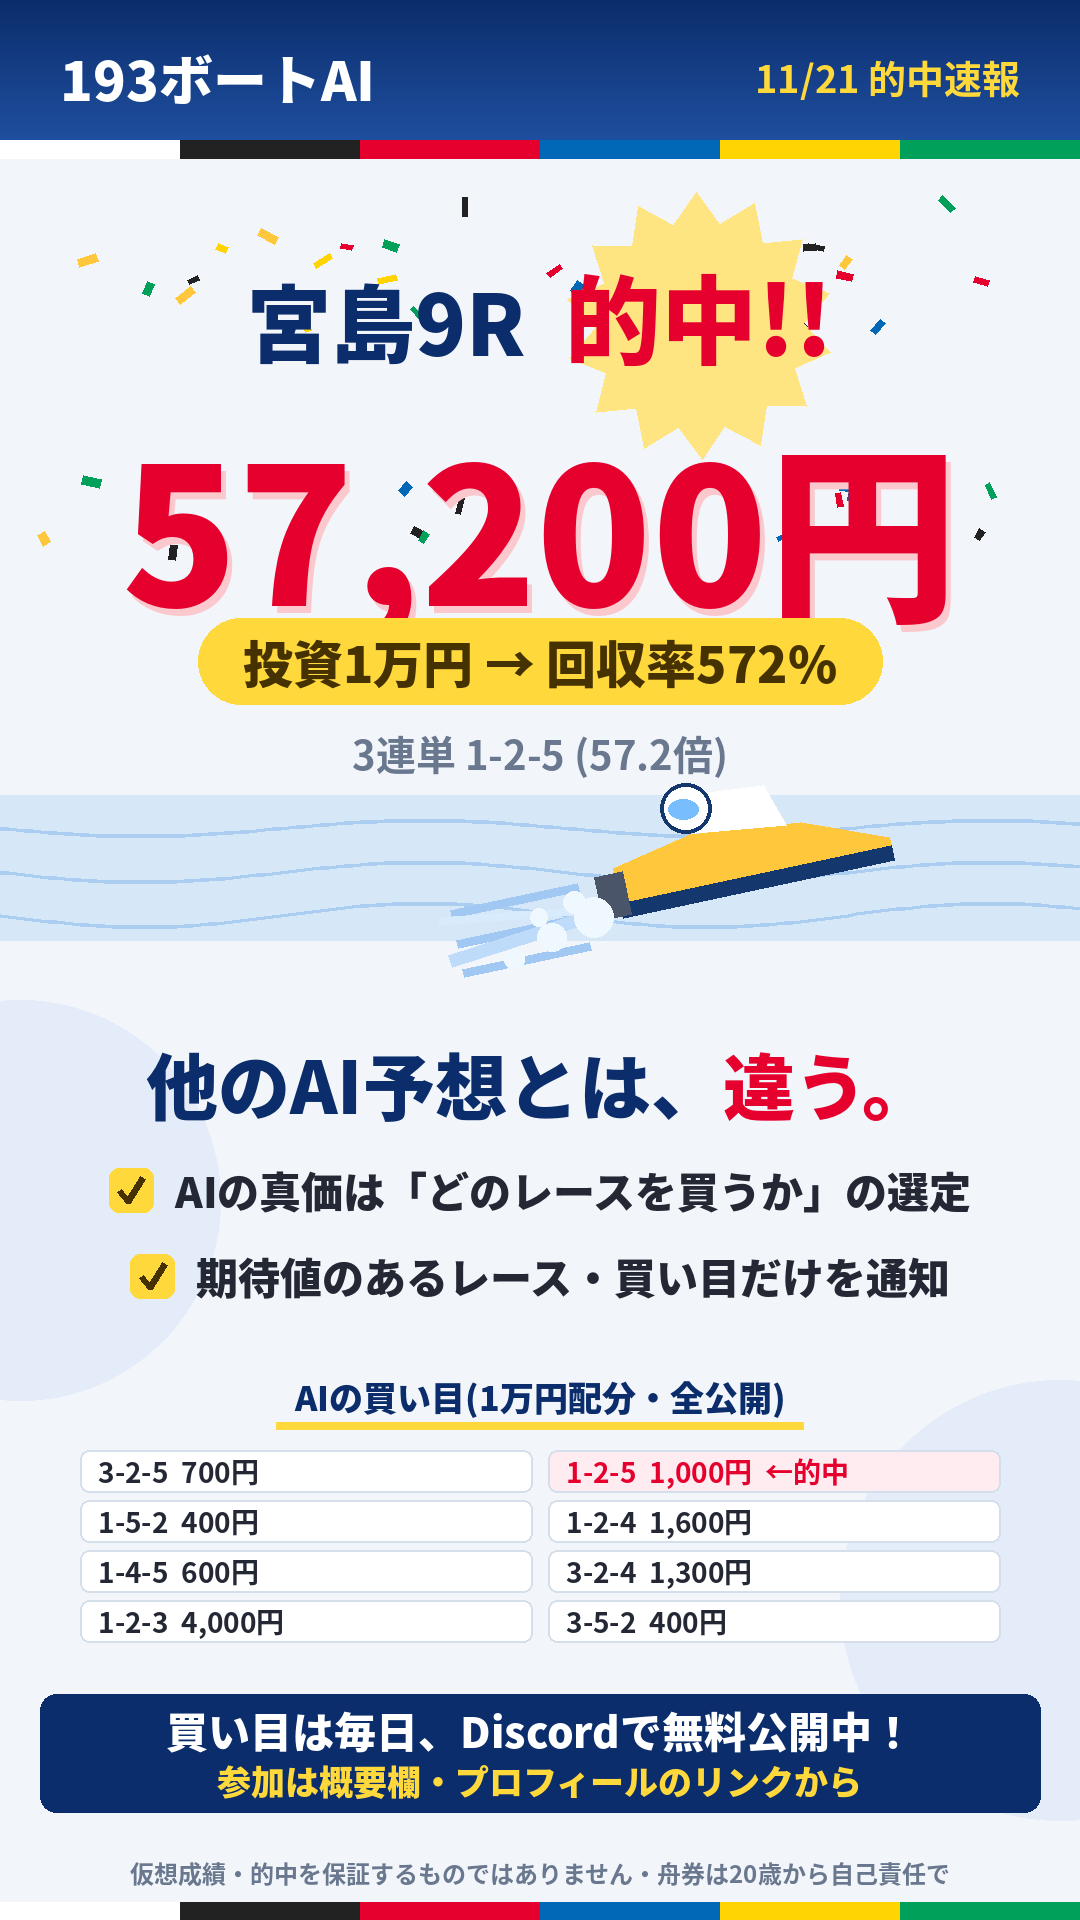 193ボートAI
11/21 的中速報
宮島9R 的中!!
57,200円
投資1万円 → 回収率572%
3連単 1-2-5 (57.2倍)
他のAI予想とは、違う。
AIの真価は「どのレースを買うか」の選定
期待値のあるレース・買い目だけを通知
AIの買い目(1万円配分・全公開)
3-2-5 700円
1-2-5 1,000円 ←的中
1-5-2 400円
1-2-4 1,600円
1-4-5 600円
3-2-4 1,300円
1-2-3 4,000円
3-5-2 400円
買い目は毎日、Discordで無料公開中！
参加は概要欄・プロフィールのリンクから
仮想成績・的中を保証するものではありません・舟券は20歳から自己責任で